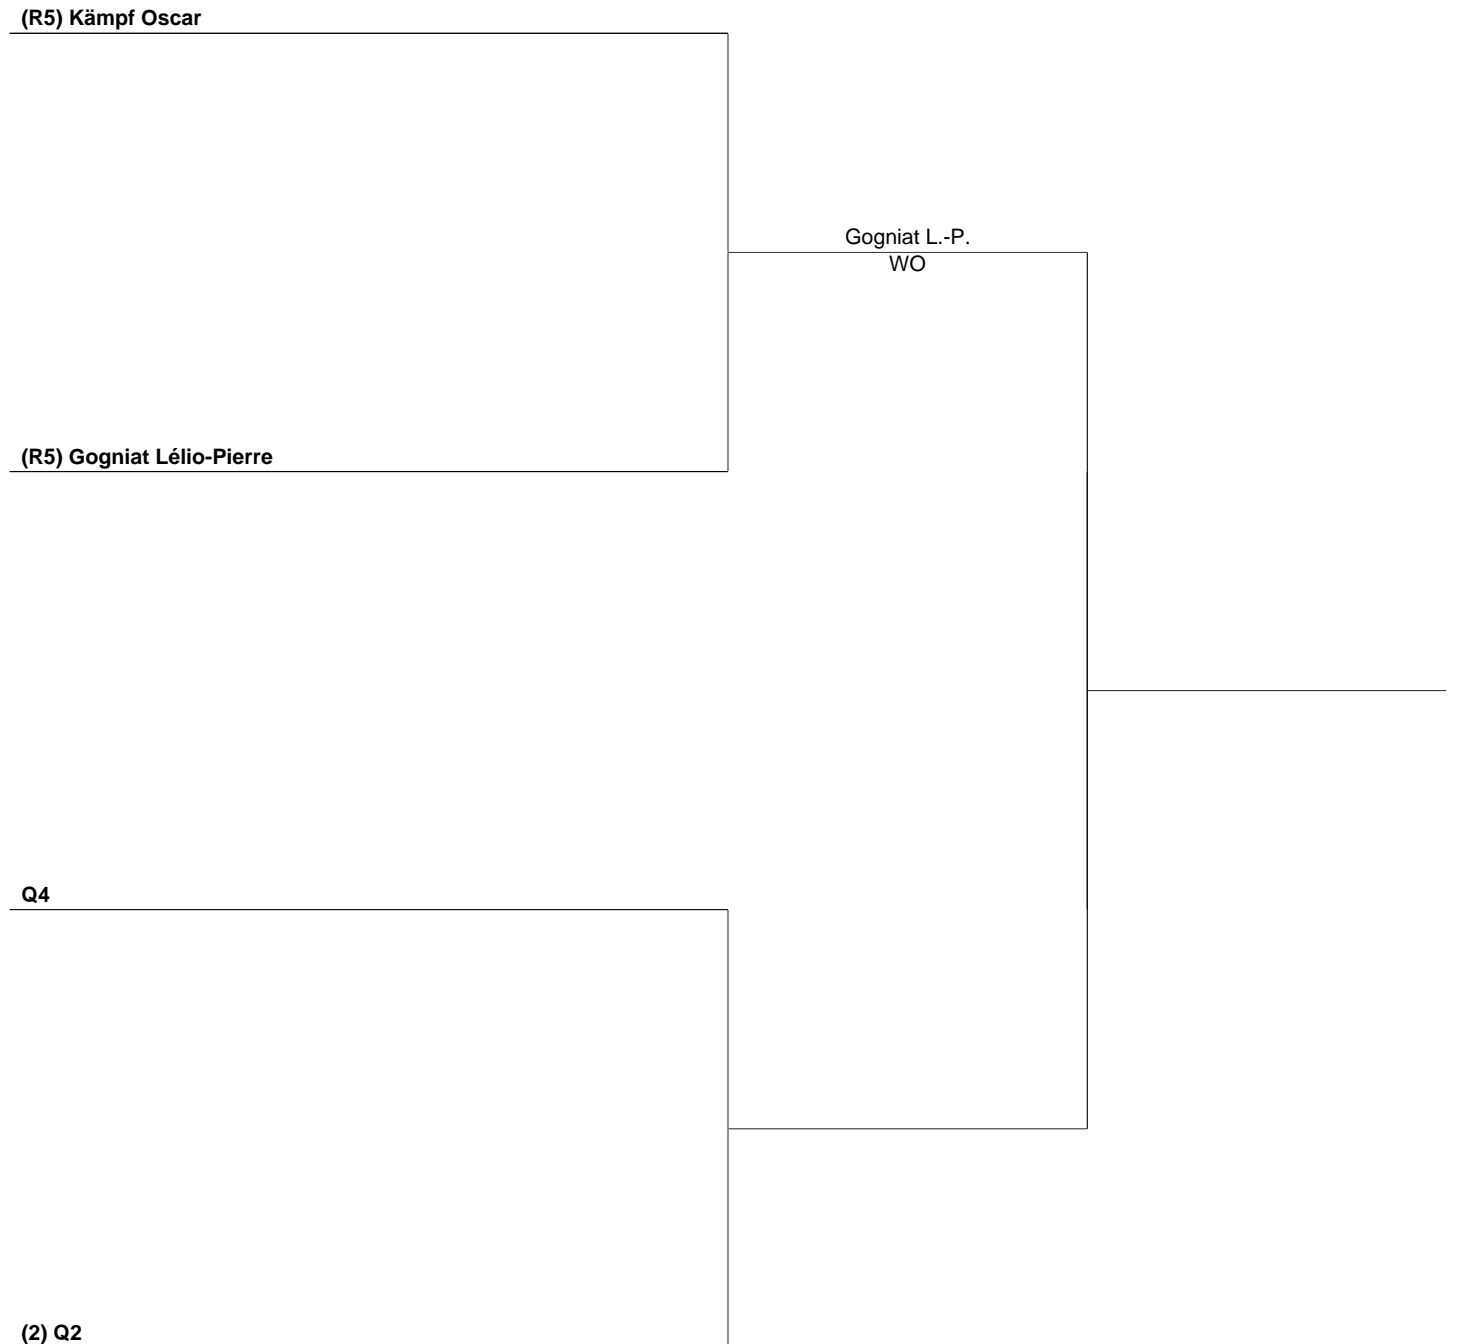 (R5) Kämpf Oscar
Gogniat L.-P.
WO
(R5) Gogniat Lélio-Pierre
Q4
(2) Q2